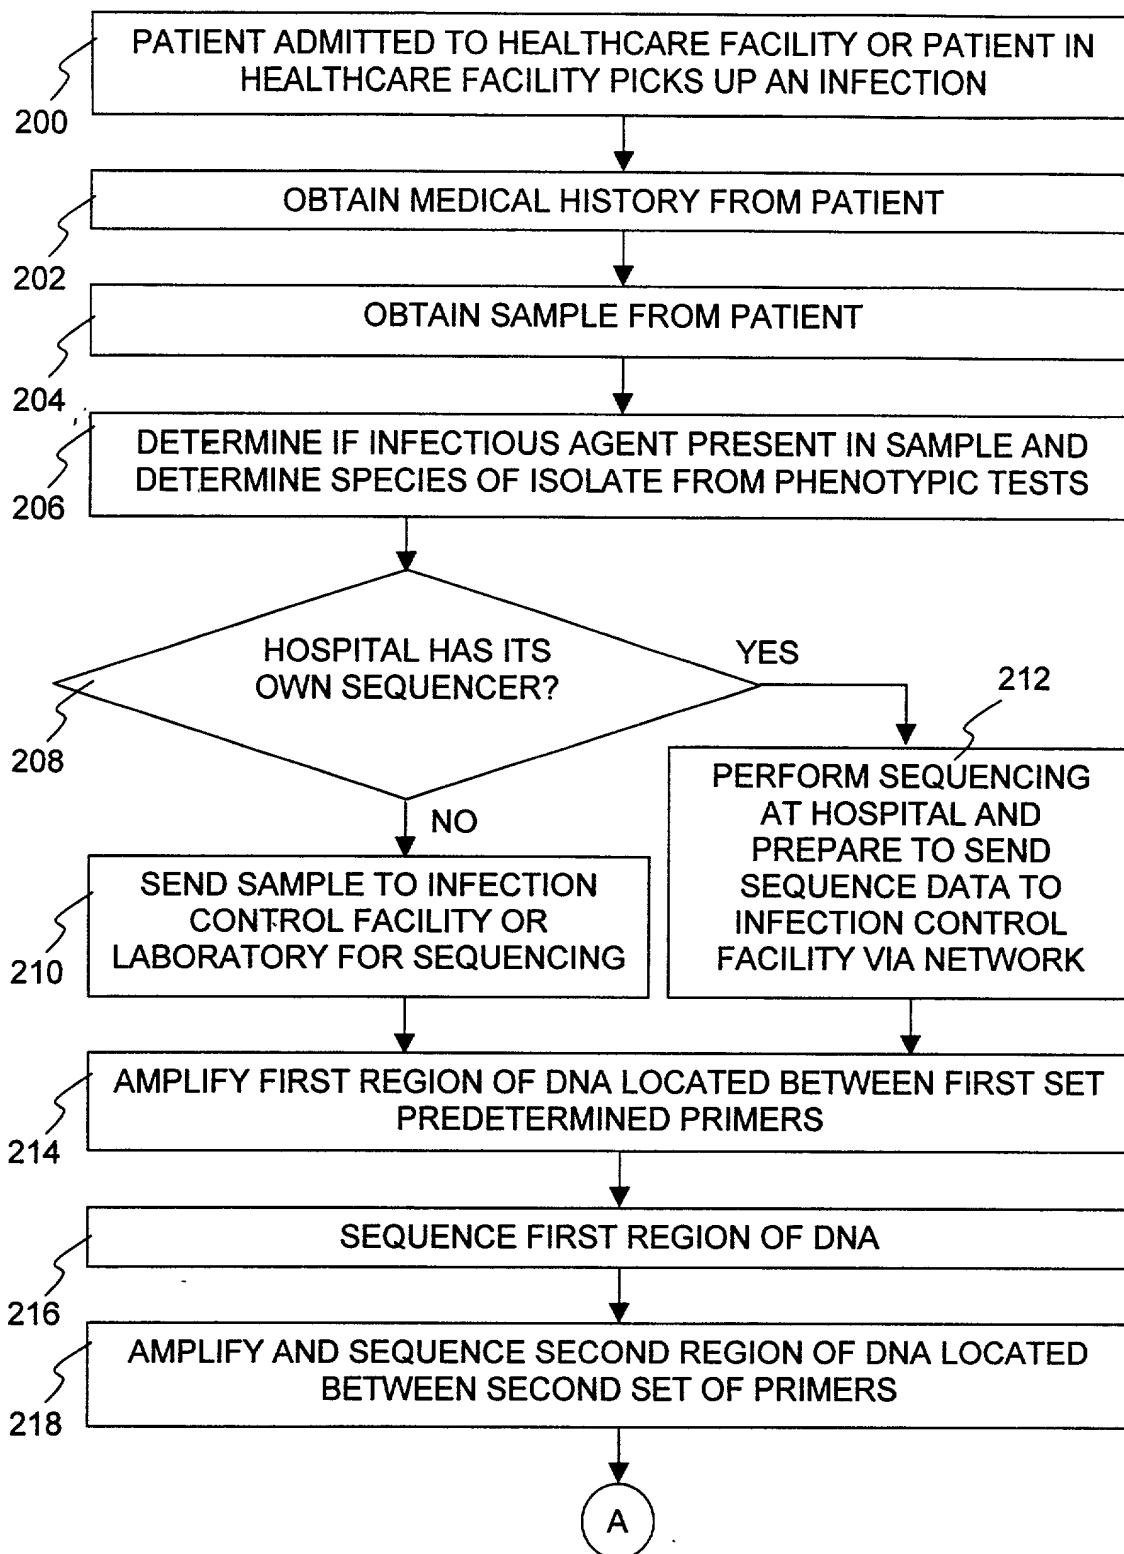 PATIENT ADMITTED TO HEALTHCARE FACILITY OR PATIENT IN
HEALTHCARE FACILITY PICKS UP AN INFECTION
200
OBTAIN MEDICAL HISTORY FROM PATIENT
202
OBTAIN SAMPLE FROM PATIENT
204
DETERMINE IF INFECTIOUS AGENT PRESENT IN SAMPLE AND
DETERMINE SPECIES OF ISOLATE FROM PHENOTYPIC TESTS
206
HOSPITAL HAS ITS
OWN SEQUENCER?
208
YES
NO
212
PERFORM SEQUENCING
AT HOSPITAL AND
PREPARE TO SEND
SEQUENCE DATA TO
INFECTION CONTROL
FACILITY VIA NETWORK
SEND SAMPLE TO INFECTION
CONTROL FACILITY OR
LABORATORY FOR SEQUENCING
210
AMPLIFY FIRST REGION OF DNA LOCATED BETWEEN FIRST SET
PREDETERMINED PRIMERS
214
SEQUENCE FIRST REGION OF DNA
216
AMPLIFY AND SEQUENCE SECOND REGION OF DNA LOCATED
BETWEEN SECOND SET OF PRIMERS
218
A